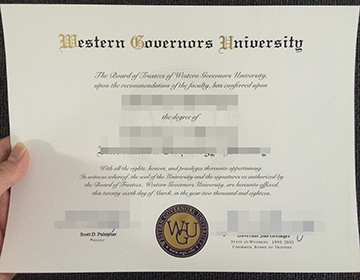 Western Governors University
The Board of Trustees of Western Governors University,
upon the recommendation of the faculty, has conferred upon
the degree of
With all the rights, honors, and privileges thereunto appertaining.
In witness whereof, the seal of the University and the signatures as authorized by
the Board of Trustees, Western Governors University, are hereunto affixed,
this twenty-sixth day of March, in the year two thousand and eighteen.
Scott D. Pulsipher
President
WESTERN GOVERNORS UNIVERSITY
WGU
State of Wyoming 1995-2003
Chairman, Board of Trustees